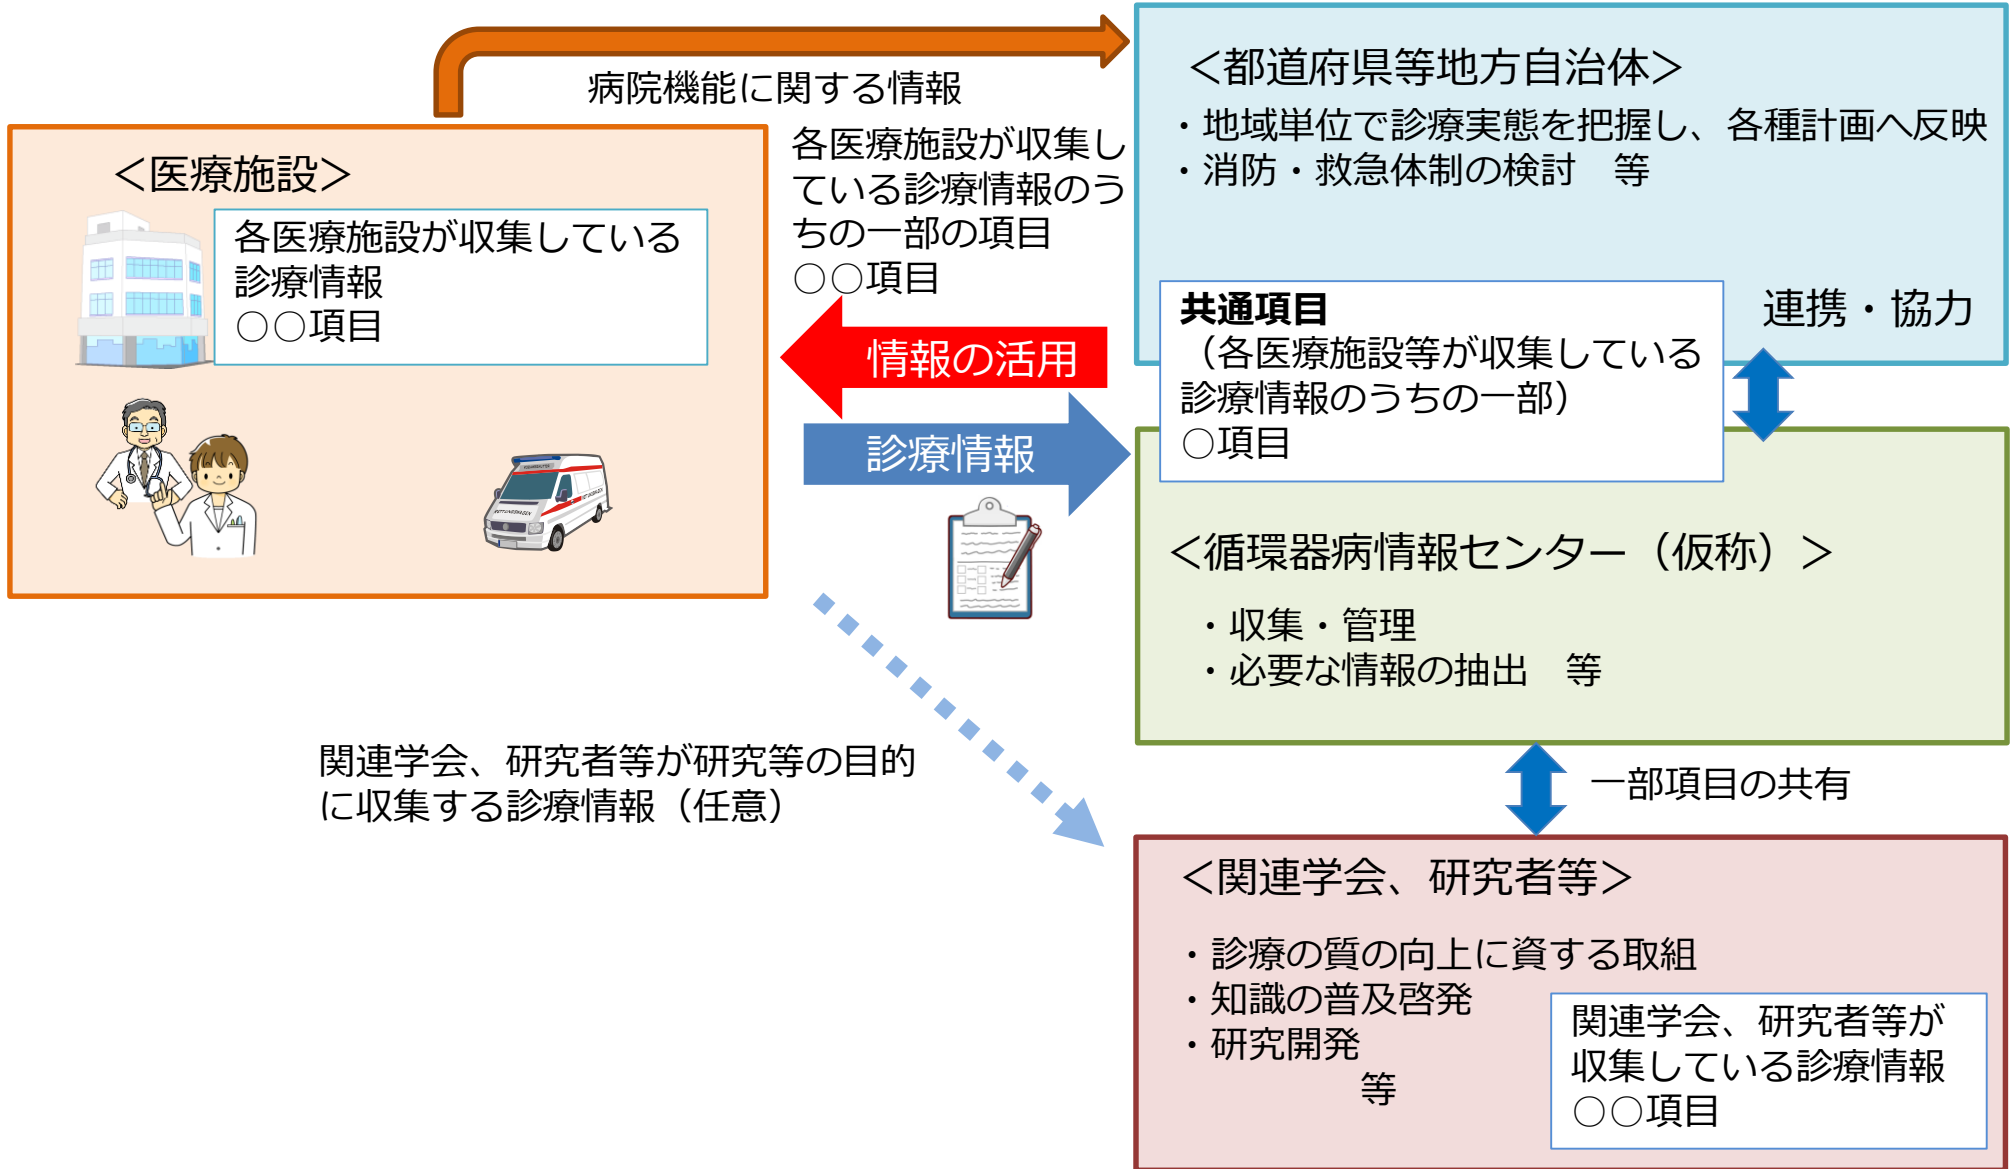 病院機能に関する情報
＜医療施設＞
各医療施設が収集している
診療情報
○○項目
各医療施設が収集し
ている診療情報のう
ちの一部の項目
○○項目
情報の活用
診療情報
＜都道府県等地方自治体＞
・地域単位で診療実態を把握し、各種計画へ反映
・消防・救急体制の検討　等
連携・協力
共通項目
（各医療施設等が収集している
診療情報のうちの一部）
○項目
＜循環器病情報センター（仮称）＞
・収集・管理
・必要な情報の抽出　等
一部項目の共有
関連学会、研究者等が研究等の目的
に収集する診療情報（任意）
＜関連学会、研究者等＞
・診療の質の向上に資する取組
・知識の普及啓発
・研究開発
等
関連学会、研究者等が
収集している診療情報
○○項目